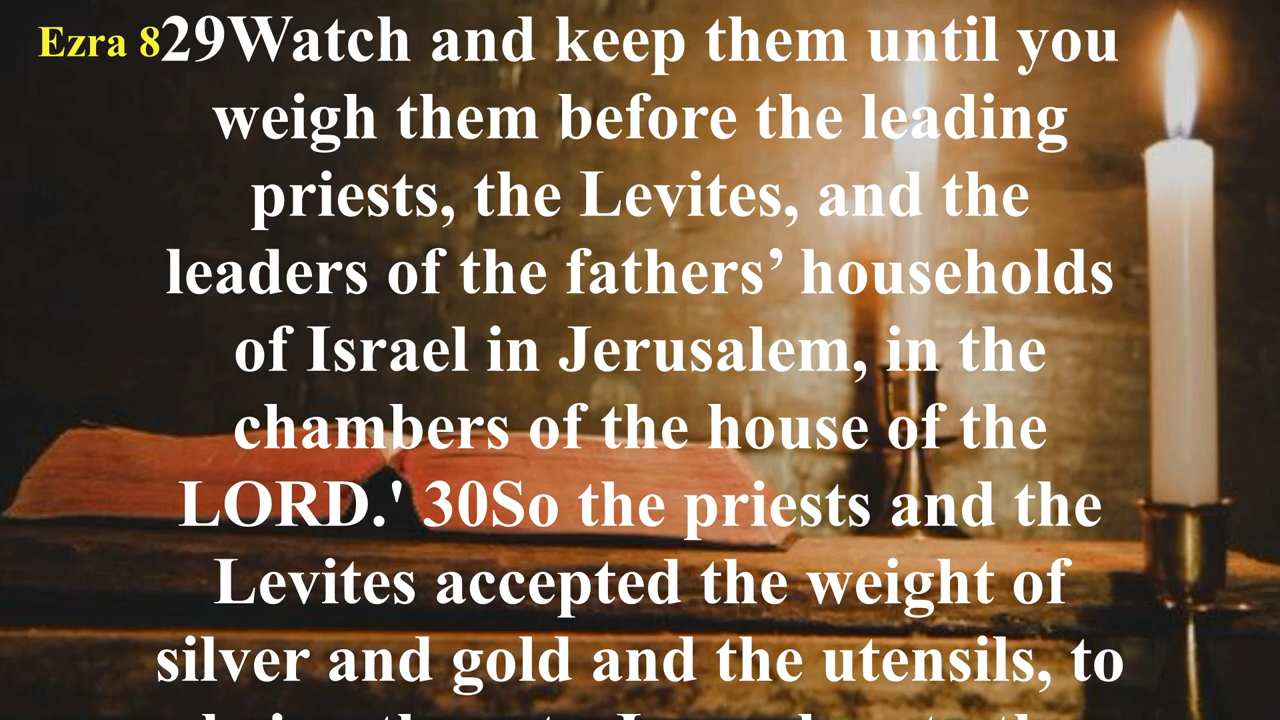 Ezra 829Watch and keep them until you
weigh them before the leading
priests, the Levites, and the
leaders of the fathers’ households
of Israel in Jerusalem, in the
chambers of the house of the
LORD.' 30So the priests and the
Levites accepted the weight of
silver and gold and the utensils, to